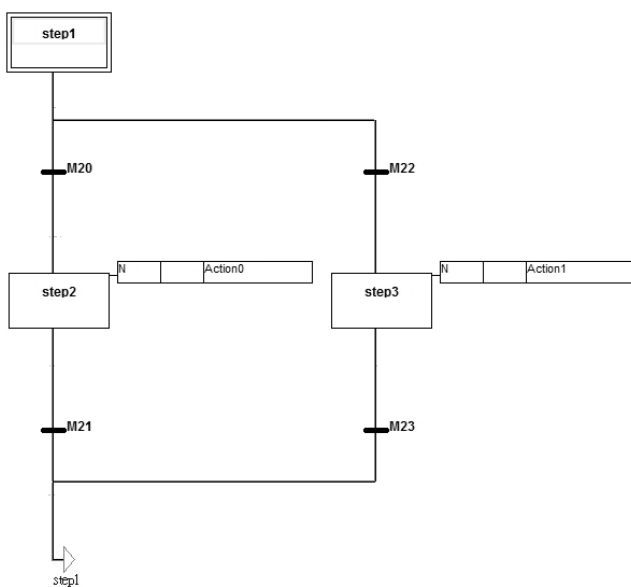 step1
M20
M22
N
Action0
N
Action1
step2
step3
M21
M23
step1